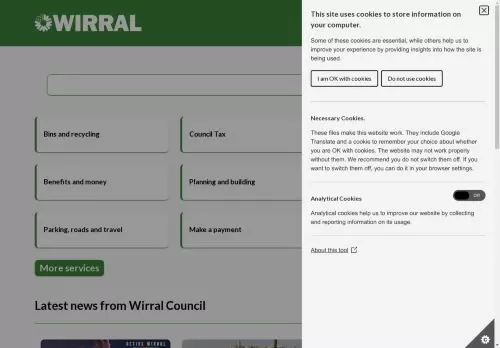 WIRRAL
Bins and recycling
Council Tax
Benefits and money
Planning and building
Parking, roads and travel
Make a payment
More services
Latest news from Wirral Council
ACTIVE WIRRAL
This site uses cookies to store information on
your computer.
Some of these cookies are essential, while others help us to
improve your experience by providing insights into how the site is
being used.
I am OK with cookies
Do not use cookies
Necessary Cookies.
These files make this website work. They include Google
Translate and a cookie to remember your choice about whether
you are OK with cookies. The website may not work properly
without them. We recommend you do not switch them off. If you
want to switch them off, you can do it in your browser settings.
Analytical Cookies
Off
Analytical cookies help us to improve our website by collecting
and reporting information on its usage.
About this tool